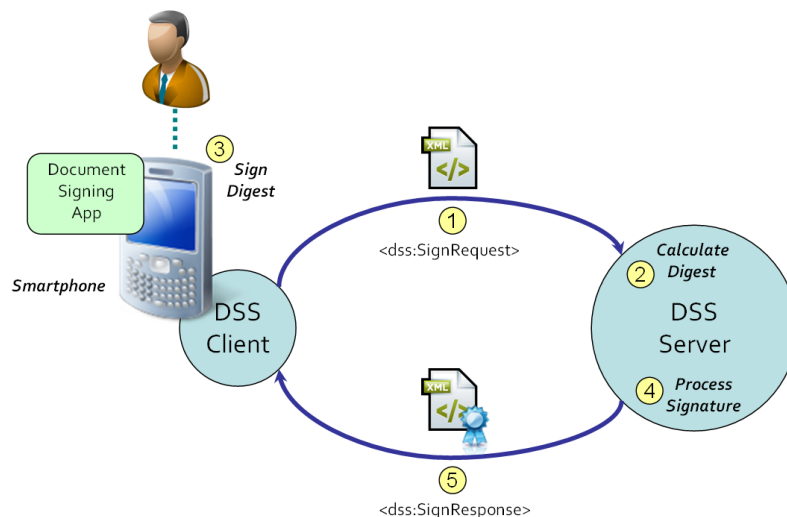 3
Sign
Digest
Document
Signing
App
XML
</>
1
<dss:SignRequest>
Smartphone
DSS
Client
Calculate
2
Digest
DSS
Server
XML
</>
4
Process
Signature
5
<dss:SignResponse>